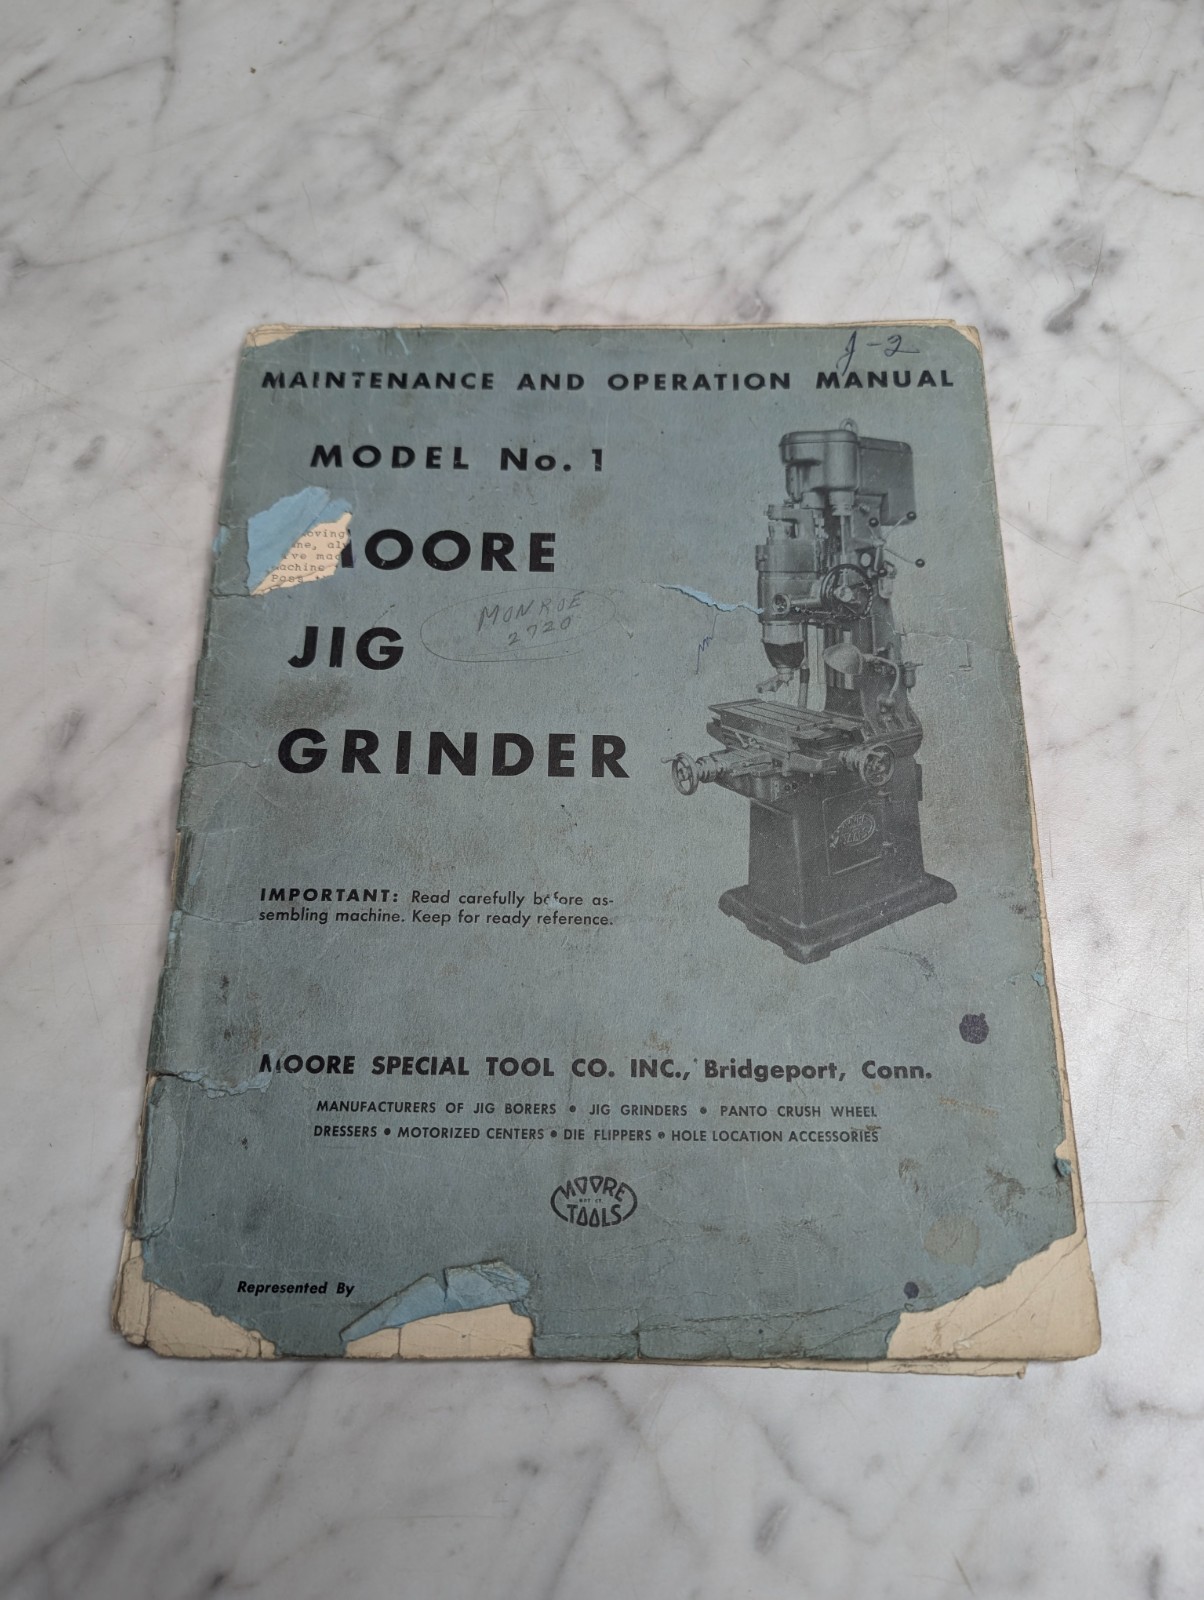 J-2
MAINTENANCE AND OPERATION MANUAL
MODEL No. 1
MOORE
JIG
MONROE
2720
GRINDER
IMPORTANT: Read carefully before as-
sembling machine. Keep for ready reference.
MOORE SPECIAL TOOL CO. INC., Bridgeport, Conn.
MANUFACTURERS OF JIG BORERS • JIG GRINDERS • PANTO CRUSH WHEEL
DRESSERS • MOTORIZED CENTERS • DIE FLIPPERS • HOLE LOCATION ACCESSORIES
MOORE
TOOLS
Represented By